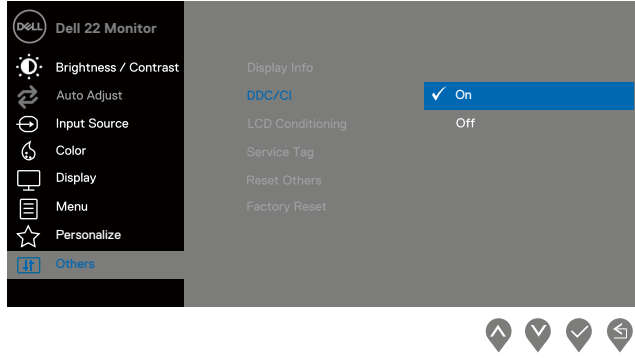 DELL
Dell 22 Monitor
Brightness / Contrast
Auto Adjust
Input Source
Color
Display
Menu
Personalize
Others
Display Info
DDC/CI
LCD Conditioning
Service Tag
Reset Others
Factory Reset
On
Off